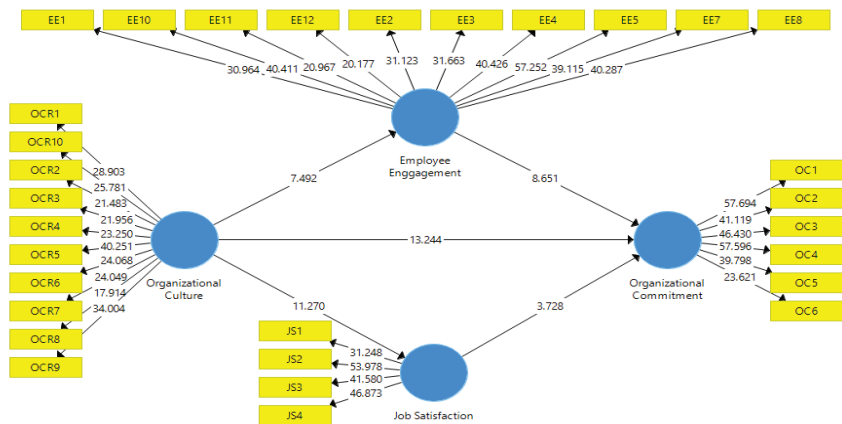 EE1 EE10 EE11 EE12 EE2 EE3 EE4 EE5 EE7 EE8
30.964 40.411 20.967 20.177 31.123 31.663 40.426 57.252 39.115 40.287
Employee
Enggagement
OCR1
OCR10
OCR2
OCR3
OCR4
OCR5
OCR6
OCR7
OCR8
OCR9
28.903
25.781
21.483
21.956
23.250
40.251
24.068
24.049
17.914
34.004
Organizational
Culture
7.492
8.651
13.244
11.270
3.728
OC1
OC2
OC3
OC4
OC5
OC6
57.694
41.119
46.430
57.596
39.798
23.621
Organizational
Commitment
JS1
JS2
JS3
JS4
31.248
53.978
41.580
46.873
Job Satisfaction